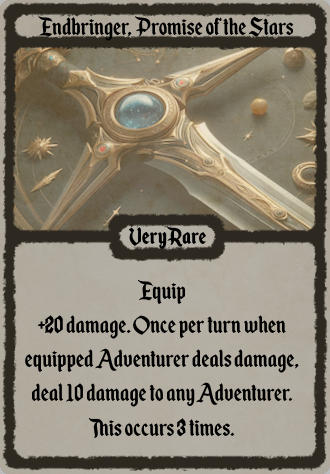 Endbringer, Promise of the Stars
Very Rare
Equip
+20 damage. Once per turn when
equipped Adventurer deals damage,
deal 10 damage to any Adventurer.
This occurs 3 times.